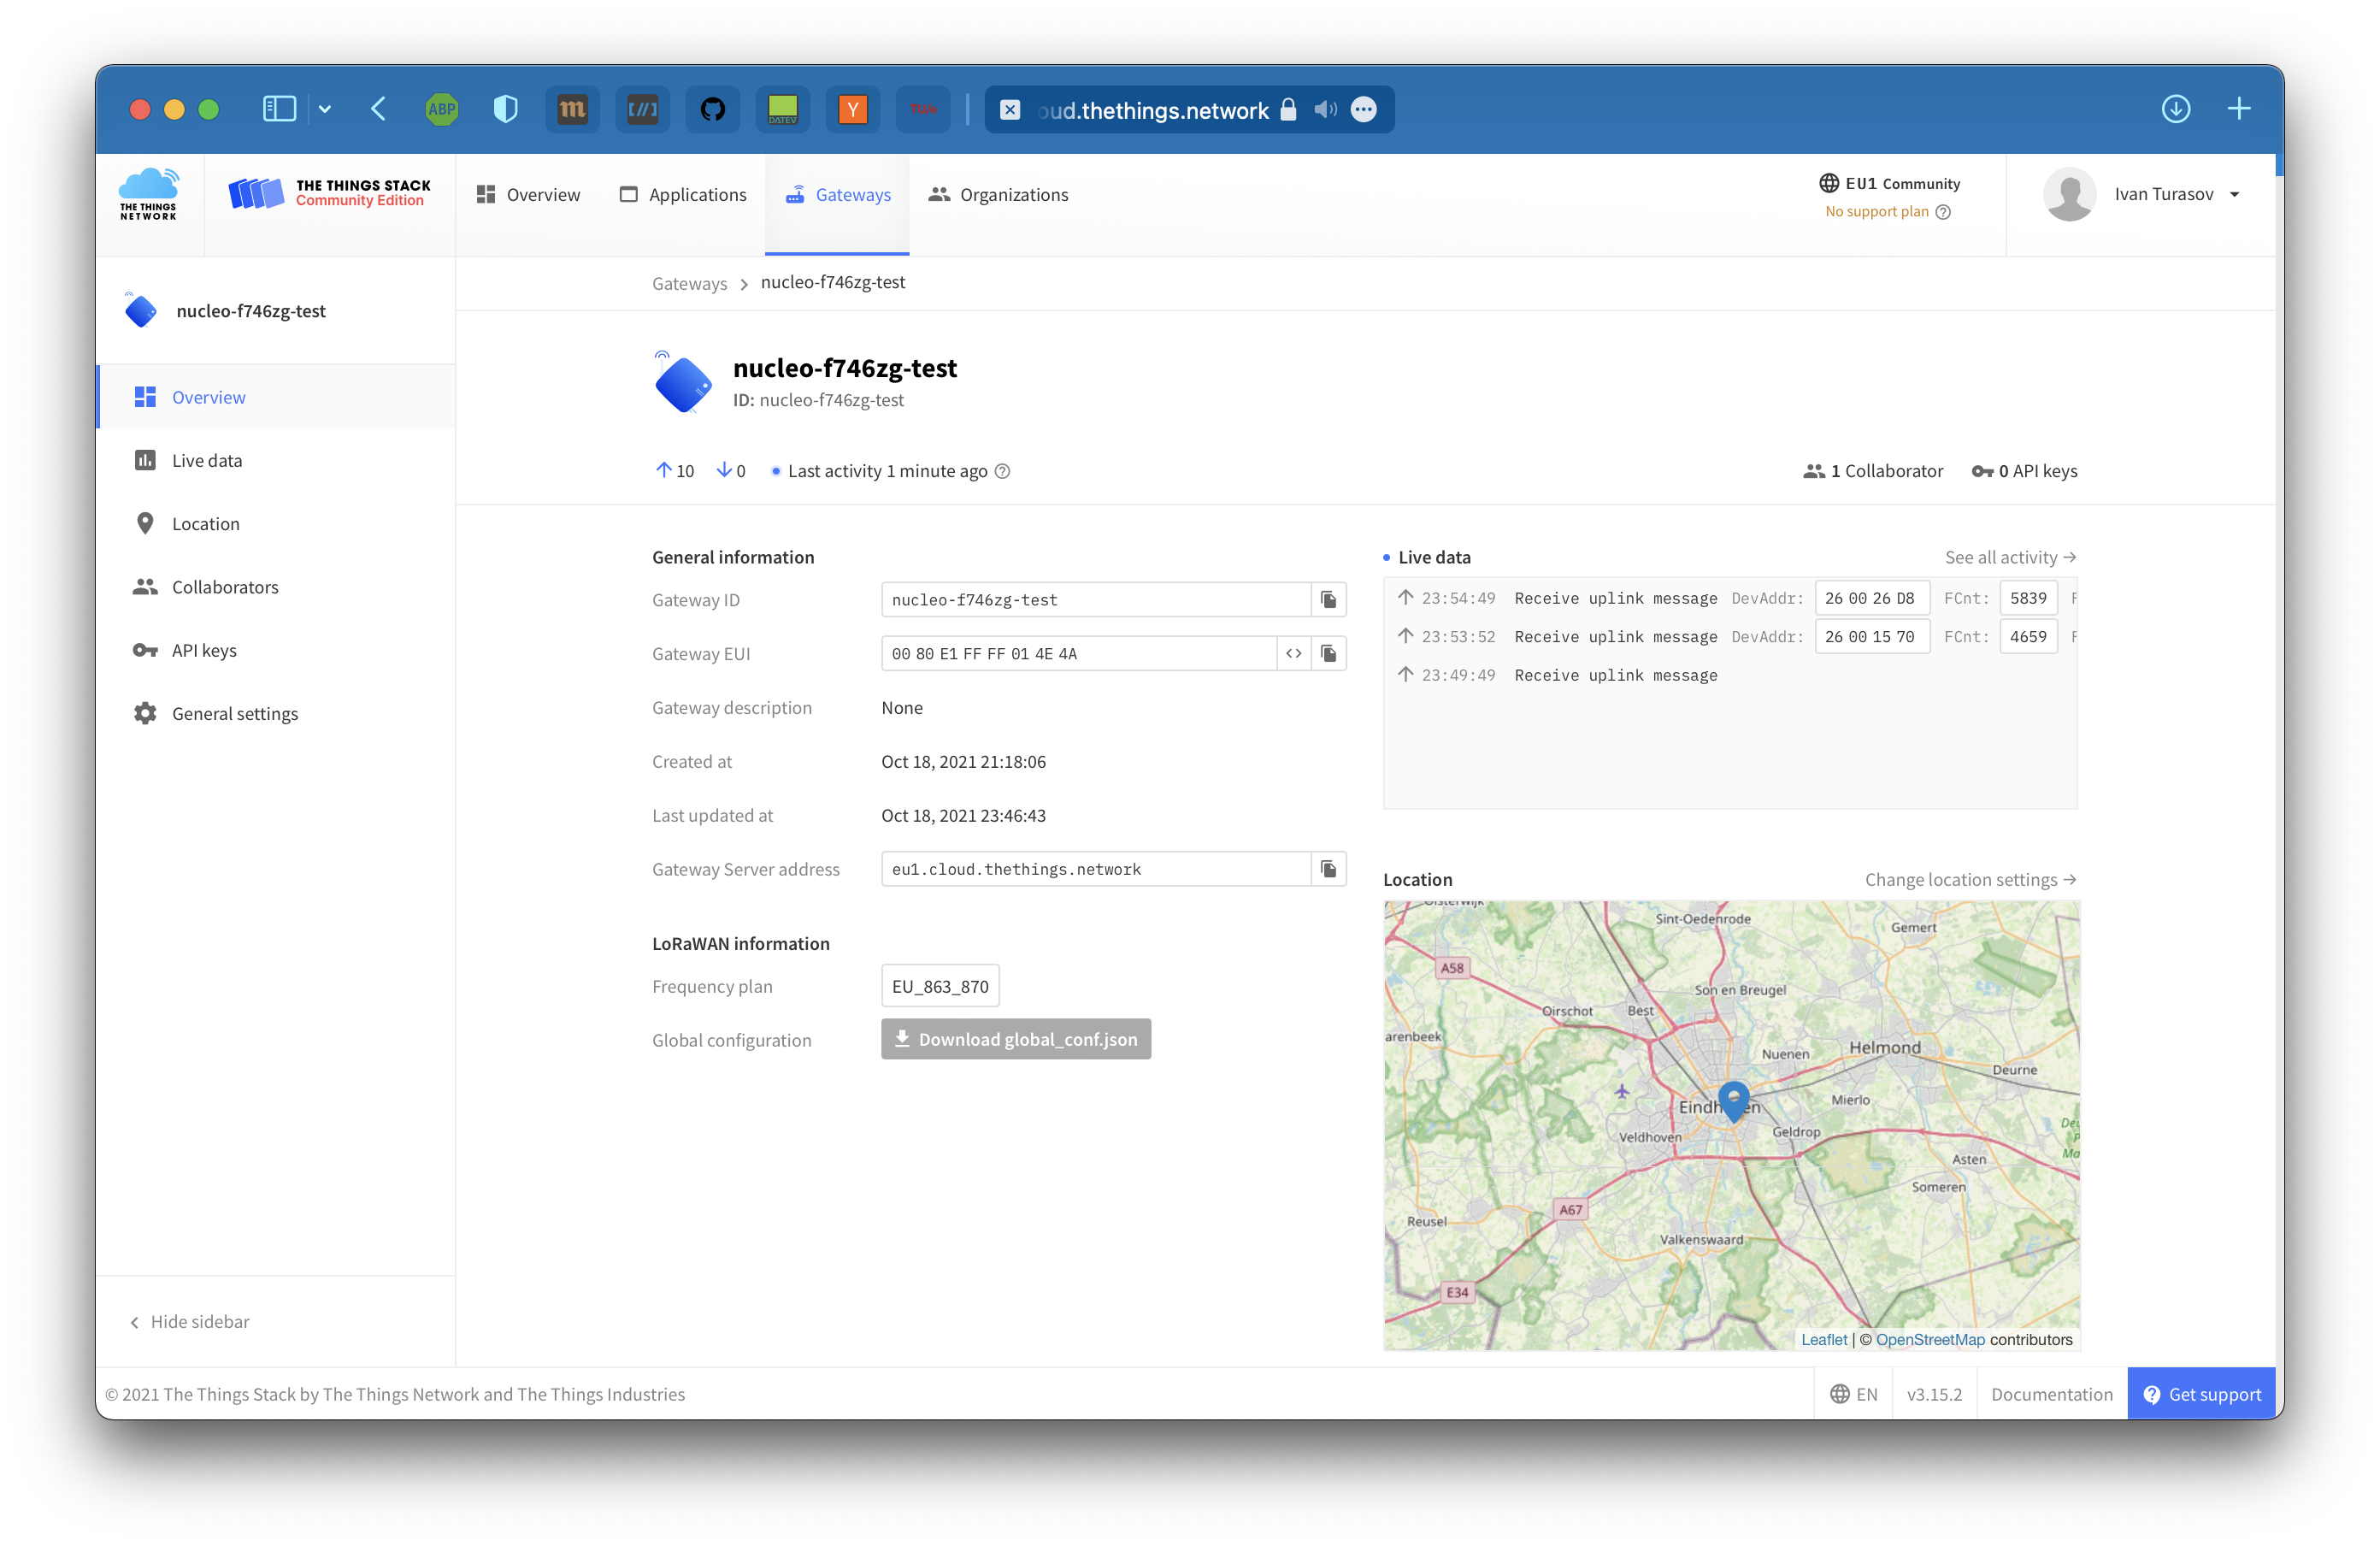 ABP
m
[//]
DATEV
Y
oud.thethings.network
THE THINGS
NETWORK
THE THINGS STACK
Community Edition
Overview
Applications
Gateways
Organizations
EU1 Community
No support plan
Ivan Turasov
nucleo-f746zg-test
Overview
Live data
Location
Collaborators
API keys
General settings
Hide sidebar
Gateways > nucleo-f746zg-test
nucleo-f746zg-test
ID: nucleo-f746zg-test
↑ 10 ↓ 0 • Last activity 1 minute ago
1 Collaborator
0 API keys
General information
Gateway ID nucleo-f746zg-test
Gateway EUI 00 80 E1 FF FF 01 4E 4A <>
Gateway description None
Created at Oct 18, 2021 21:18:06
Last updated at Oct 18, 2021 23:46:43
Gateway Server address eu1.cloud.thethings.network
LoRaWAN information
Frequency plan EU_863_870
Global configuration Download global_conf.json
• Live data See all activity →
↑ 23:54:49 Receive uplink message DevAddr: 26 00 26 D8 FCnt: 5839
↑ 23:53:52 Receive uplink message DevAddr: 26 00 15 70 FCnt: 4659
↑ 23:49:49 Receive uplink message
Location Change location settings →
Oisterwijk
Sint-Oedenrode
Gemert
A58
Son en Breugel
Oirschot
Best
arenbeek
Nuenen
Helmond
Deurne
Eindh en
Mierlo
Veldhoven
Geldrop
Asten
Someren
A67
Reusel
Valkenswaard
E34
Leaflet | © OpenStreetMap contributors
© 2021 The Things Stack by The Things Network and The Things Industries
EN
v3.15.2
Documentation
Get support